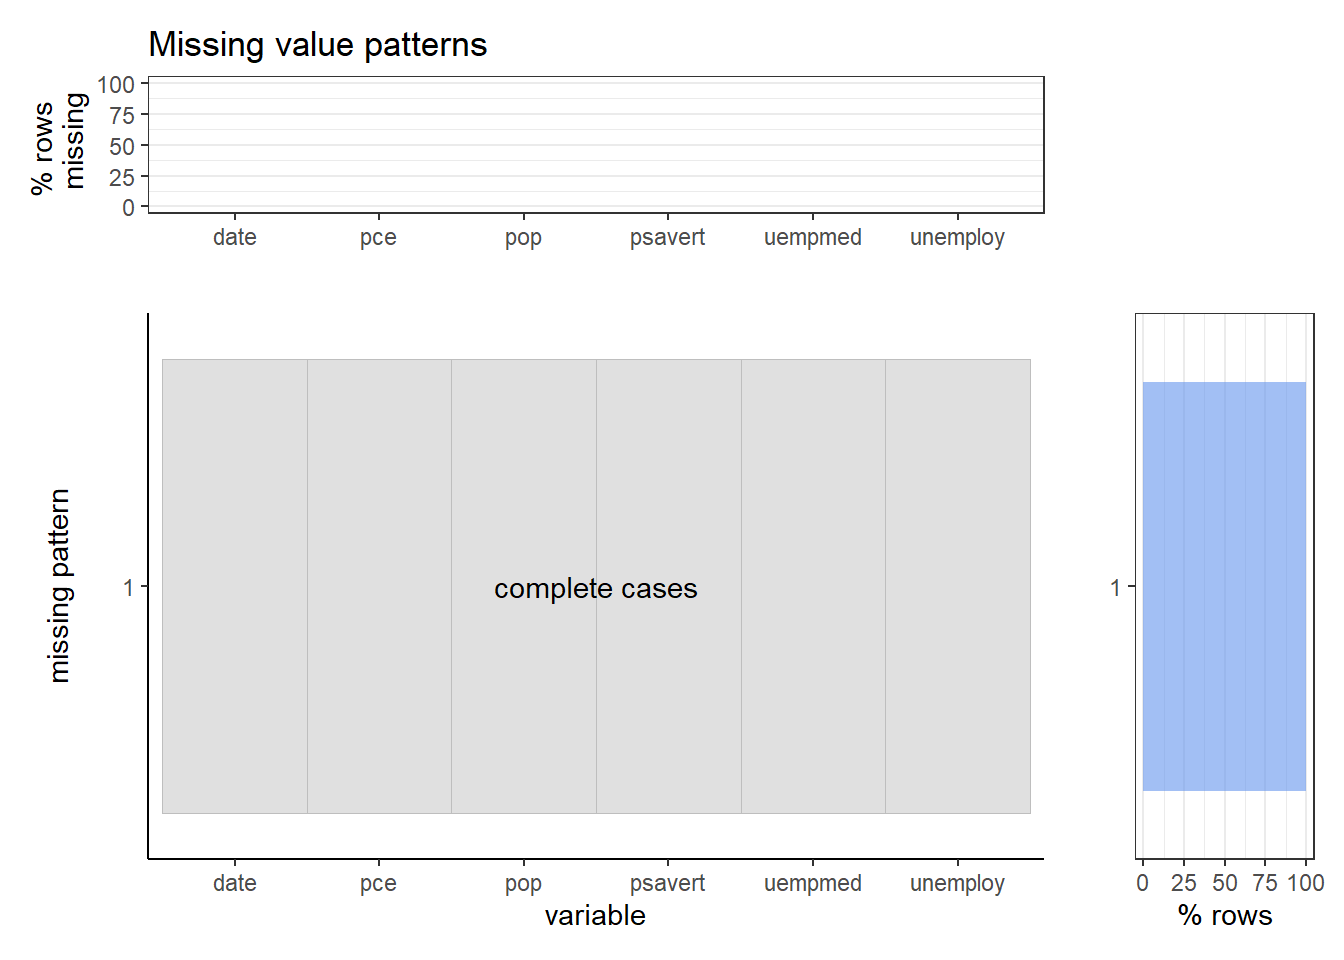 Missing value patterns
% rows
missing
100
75
50
25
0
date pce pop psavert uempmed unemploy
missing pattern
1
complete cases
date pce pop psavert uempmed unemploy
variable
1
0 25 50 75 100
% rows